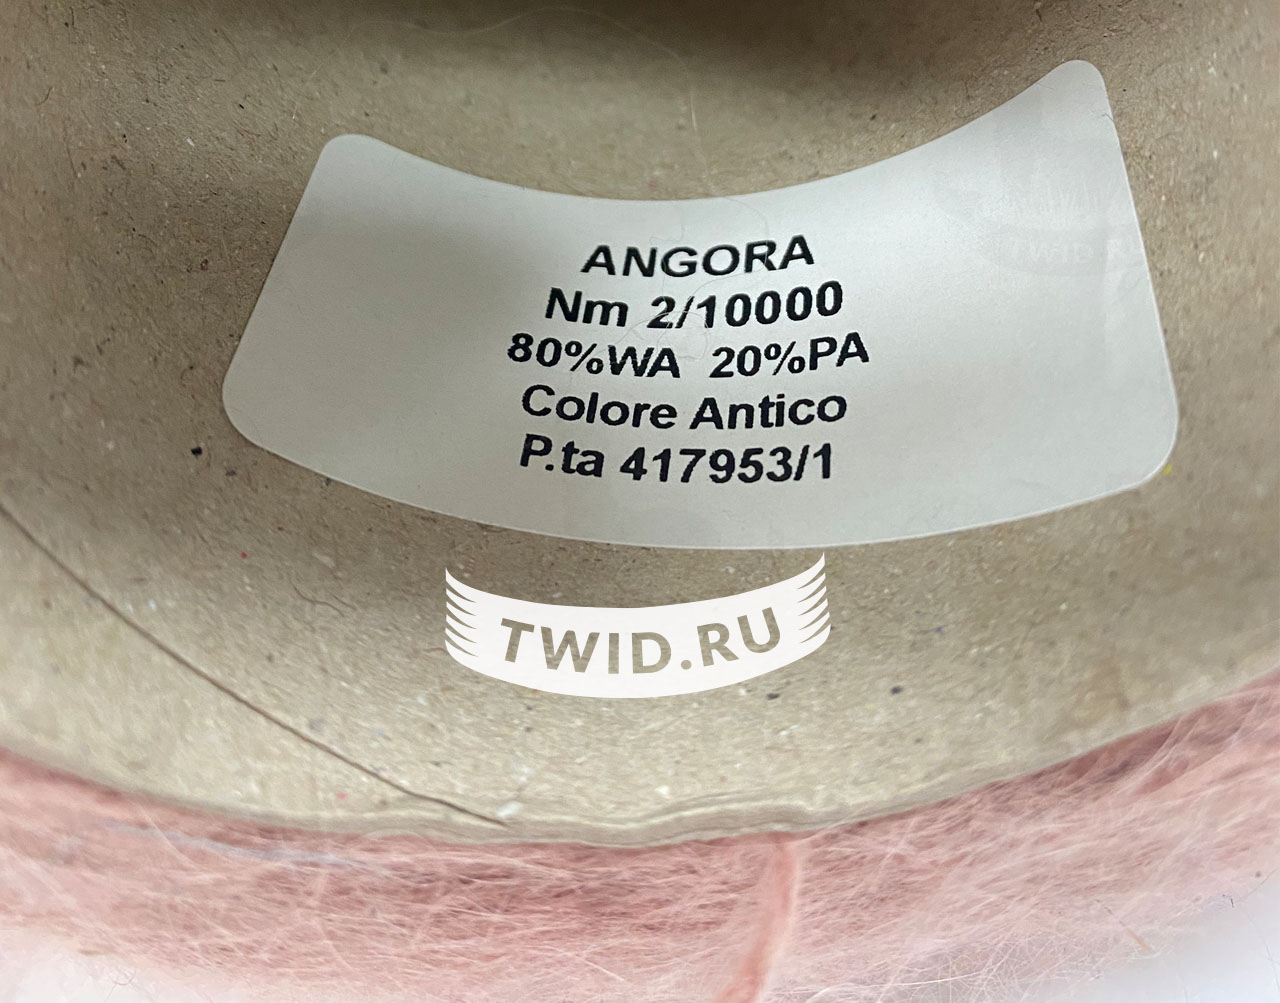 ANGORA
Nm 2/10000
80%WA 20%PA
Colore Antico
P.ta 417953/1
TWID.RU